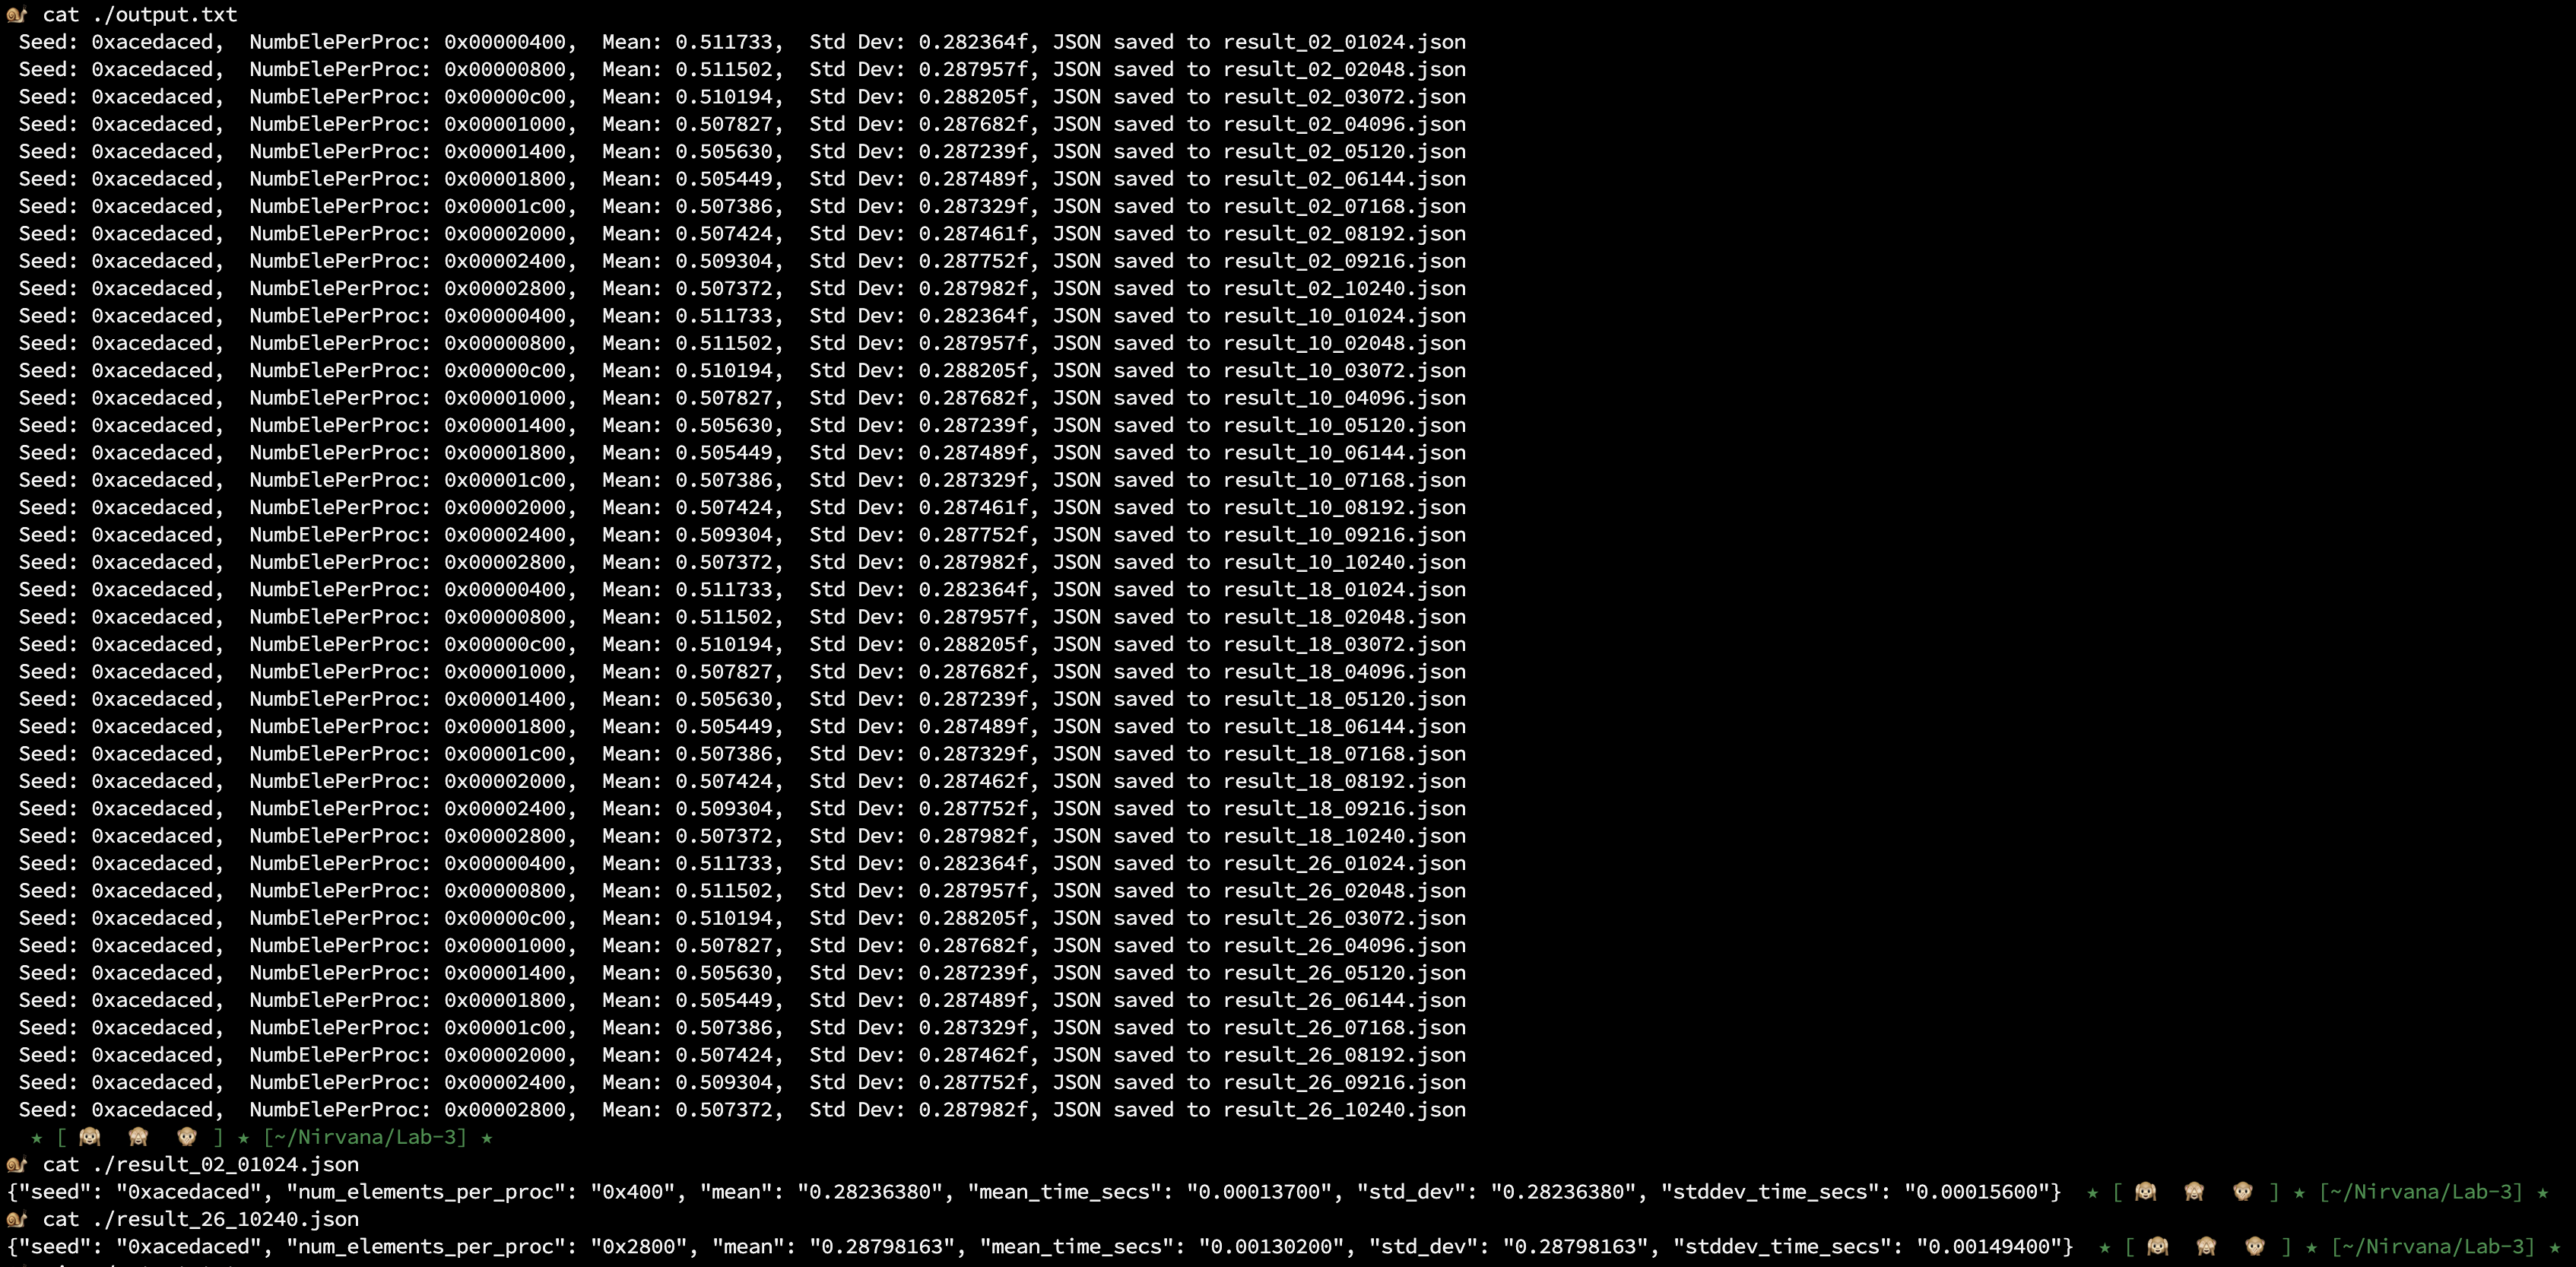 🐌 cat ./output.txt
Seed: 0xacedaced, NumbElePerProc: 0x00000400, Mean: 0.511733, Std Dev: 0.282364f, JSON saved to result_02_01024.json
Seed: 0xacedaced, NumbElePerProc: 0x00000800, Mean: 0.511502, Std Dev: 0.287957f, JSON saved to result_02_02048.json
Seed: 0xacedaced, NumbElePerProc: 0x00000c00, Mean: 0.510194, Std Dev: 0.288205f, JSON saved to result_02_03072.json
Seed: 0xacedaced, NumbElePerProc: 0x00001000, Mean: 0.507827, Std Dev: 0.287682f, JSON saved to result_02_04096.json
Seed: 0xacedaced, NumbElePerProc: 0x00001400, Mean: 0.505630, Std Dev: 0.287239f, JSON saved to result_02_05120.json
Seed: 0xacedaced, NumbElePerProc: 0x00001800, Mean: 0.505449, Std Dev: 0.287489f, JSON saved to result_02_06144.json
Seed: 0xacedaced, NumbElePerProc: 0x00001c00, Mean: 0.507386, Std Dev: 0.287329f, JSON saved to result_02_07168.json
Seed: 0xacedaced, NumbElePerProc: 0x00002000, Mean: 0.507424, Std Dev: 0.287461f, JSON saved to result_02_08192.json
Seed: 0xacedaced, NumbElePerProc: 0x00002400, Mean: 0.509304, Std Dev: 0.287752f, JSON saved to result_02_09216.json
Seed: 0xacedaced, NumbElePerProc: 0x00002800, Mean: 0.507372, Std Dev: 0.287982f, JSON saved to result_02_10240.json
Seed: 0xacedaced, NumbElePerProc: 0x00000400, Mean: 0.511733, Std Dev: 0.282364f, JSON saved to result_10_01024.json
Seed: 0xacedaced, NumbElePerProc: 0x00000800, Mean: 0.511502, Std Dev: 0.287957f, JSON saved to result_10_02048.json
Seed: 0xacedaced, NumbElePerProc: 0x00000c00, Mean: 0.510194, Std Dev: 0.288205f, JSON saved to result_10_03072.json
Seed: 0xacedaced, NumbElePerProc: 0x00001000, Mean: 0.507827, Std Dev: 0.287682f, JSON saved to result_10_04096.json
Seed: 0xacedaced, NumbElePerProc: 0x00001400, Mean: 0.505630, Std Dev: 0.287239f, JSON saved to result_10_05120.json
Seed: 0xacedaced, NumbElePerProc: 0x00001800, Mean: 0.505449, Std Dev: 0.287489f, JSON saved to result_10_06144.json
Seed: 0xacedaced, NumbElePerProc: 0x00001c00, Mean: 0.507386, Std Dev: 0.287329f, JSON saved to result_10_07168.json
Seed: 0xacedaced, NumbElePerProc: 0x00002000, Mean: 0.507424, Std Dev: 0.287461f, JSON saved to result_10_08192.json
Seed: 0xacedaced, NumbElePerProc: 0x00002400, Mean: 0.509304, Std Dev: 0.287752f, JSON saved to result_10_09216.json
Seed: 0xacedaced, NumbElePerProc: 0x00002800, Mean: 0.507372, Std Dev: 0.287982f, JSON saved to result_10_10240.json
Seed: 0xacedaced, NumbElePerProc: 0x00000400, Mean: 0.511733, Std Dev: 0.282364f, JSON saved to result_18_01024.json
Seed: 0xacedaced, NumbElePerProc: 0x00000800, Mean: 0.511502, Std Dev: 0.287957f, JSON saved to result_18_02048.json
Seed: 0xacedaced, NumbElePerProc: 0x00000c00, Mean: 0.510194, Std Dev: 0.288205f, JSON saved to result_18_03072.json
Seed: 0xacedaced, NumbElePerProc: 0x00001000, Mean: 0.507827, Std Dev: 0.287682f, JSON saved to result_18_04096.json
Seed: 0xacedaced, NumbElePerProc: 0x00001400, Mean: 0.505630, Std Dev: 0.287239f, JSON saved to result_18_05120.json
Seed: 0xacedaced, NumbElePerProc: 0x00001800, Mean: 0.505449, Std Dev: 0.287489f, JSON saved to result_18_06144.json
Seed: 0xacedaced, NumbElePerProc: 0x00001c00, Mean: 0.507386, Std Dev: 0.287329f, JSON saved to result_18_07168.json
Seed: 0xacedaced, NumbElePerProc: 0x00002000, Mean: 0.507424, Std Dev: 0.287462f, JSON saved to result_18_08192.json
Seed: 0xacedaced, NumbElePerProc: 0x00002400, Mean: 0.509304, Std Dev: 0.287752f, JSON saved to result_18_09216.json
Seed: 0xacedaced, NumbElePerProc: 0x00002800, Mean: 0.507372, Std Dev: 0.287982f, JSON saved to result_18_10240.json
Seed: 0xacedaced, NumbElePerProc: 0x00000400, Mean: 0.511733, Std Dev: 0.282364f, JSON saved to result_26_01024.json
Seed: 0xacedaced, NumbElePerProc: 0x00000800, Mean: 0.511502, Std Dev: 0.287957f, JSON saved to result_26_02048.json
Seed: 0xacedaced, NumbElePerProc: 0x00000c00, Mean: 0.510194, Std Dev: 0.288205f, JSON saved to result_26_03072.json
Seed: 0xacedaced, NumbElePerProc: 0x00001000, Mean: 0.507827, Std Dev: 0.287682f, JSON saved to result_26_04096.json
Seed: 0xacedaced, NumbElePerProc: 0x00001400, Mean: 0.505630, Std Dev: 0.287239f, JSON saved to result_26_05120.json
Seed: 0xacedaced, NumbElePerProc: 0x00001800, Mean: 0.505449, Std Dev: 0.287489f, JSON saved to result_26_06144.json
Seed: 0xacedaced, NumbElePerProc: 0x00001c00, Mean: 0.507386, Std Dev: 0.287329f, JSON saved to result_26_07168.json
Seed: 0xacedaced, NumbElePerProc: 0x00002000, Mean: 0.507424, Std Dev: 0.287462f, JSON saved to result_26_08192.json
Seed: 0xacedaced, NumbElePerProc: 0x00002400, Mean: 0.509304, Std Dev: 0.287752f, JSON saved to result_26_09216.json
Seed: 0xacedaced, NumbElePerProc: 0x00002800, Mean: 0.507372, Std Dev: 0.287982f, JSON saved to result_26_10240.json
★ [ 🙉 🙈 🙊 ] ★ [~/Nirvana/Lab-3] ★
🐌 cat ./result_02_01024.json
{"seed": "0xacedaced", "num_elements_per_proc": "0x400", "mean": "0.28236380", "mean_time_secs": "0.00013700", "std_dev": "0.28236380", "stddev_time_secs": "0.00015600"} ★ [ 🙉 🙈 🙊 ] ★ [~/Nirvana/Lab-3] ★
🐌 cat ./result_26_10240.json
{"seed": "0xacedaced", "num_elements_per_proc": "0x2800", "mean": "0.28798163", "mean_time_secs": "0.00130200", "std_dev": "0.28798163", "stddev_time_secs": "0.00149400"} ★ [ 🙉 🙈 🙊 ] ★ [~/Nirvana/Lab-3] ★